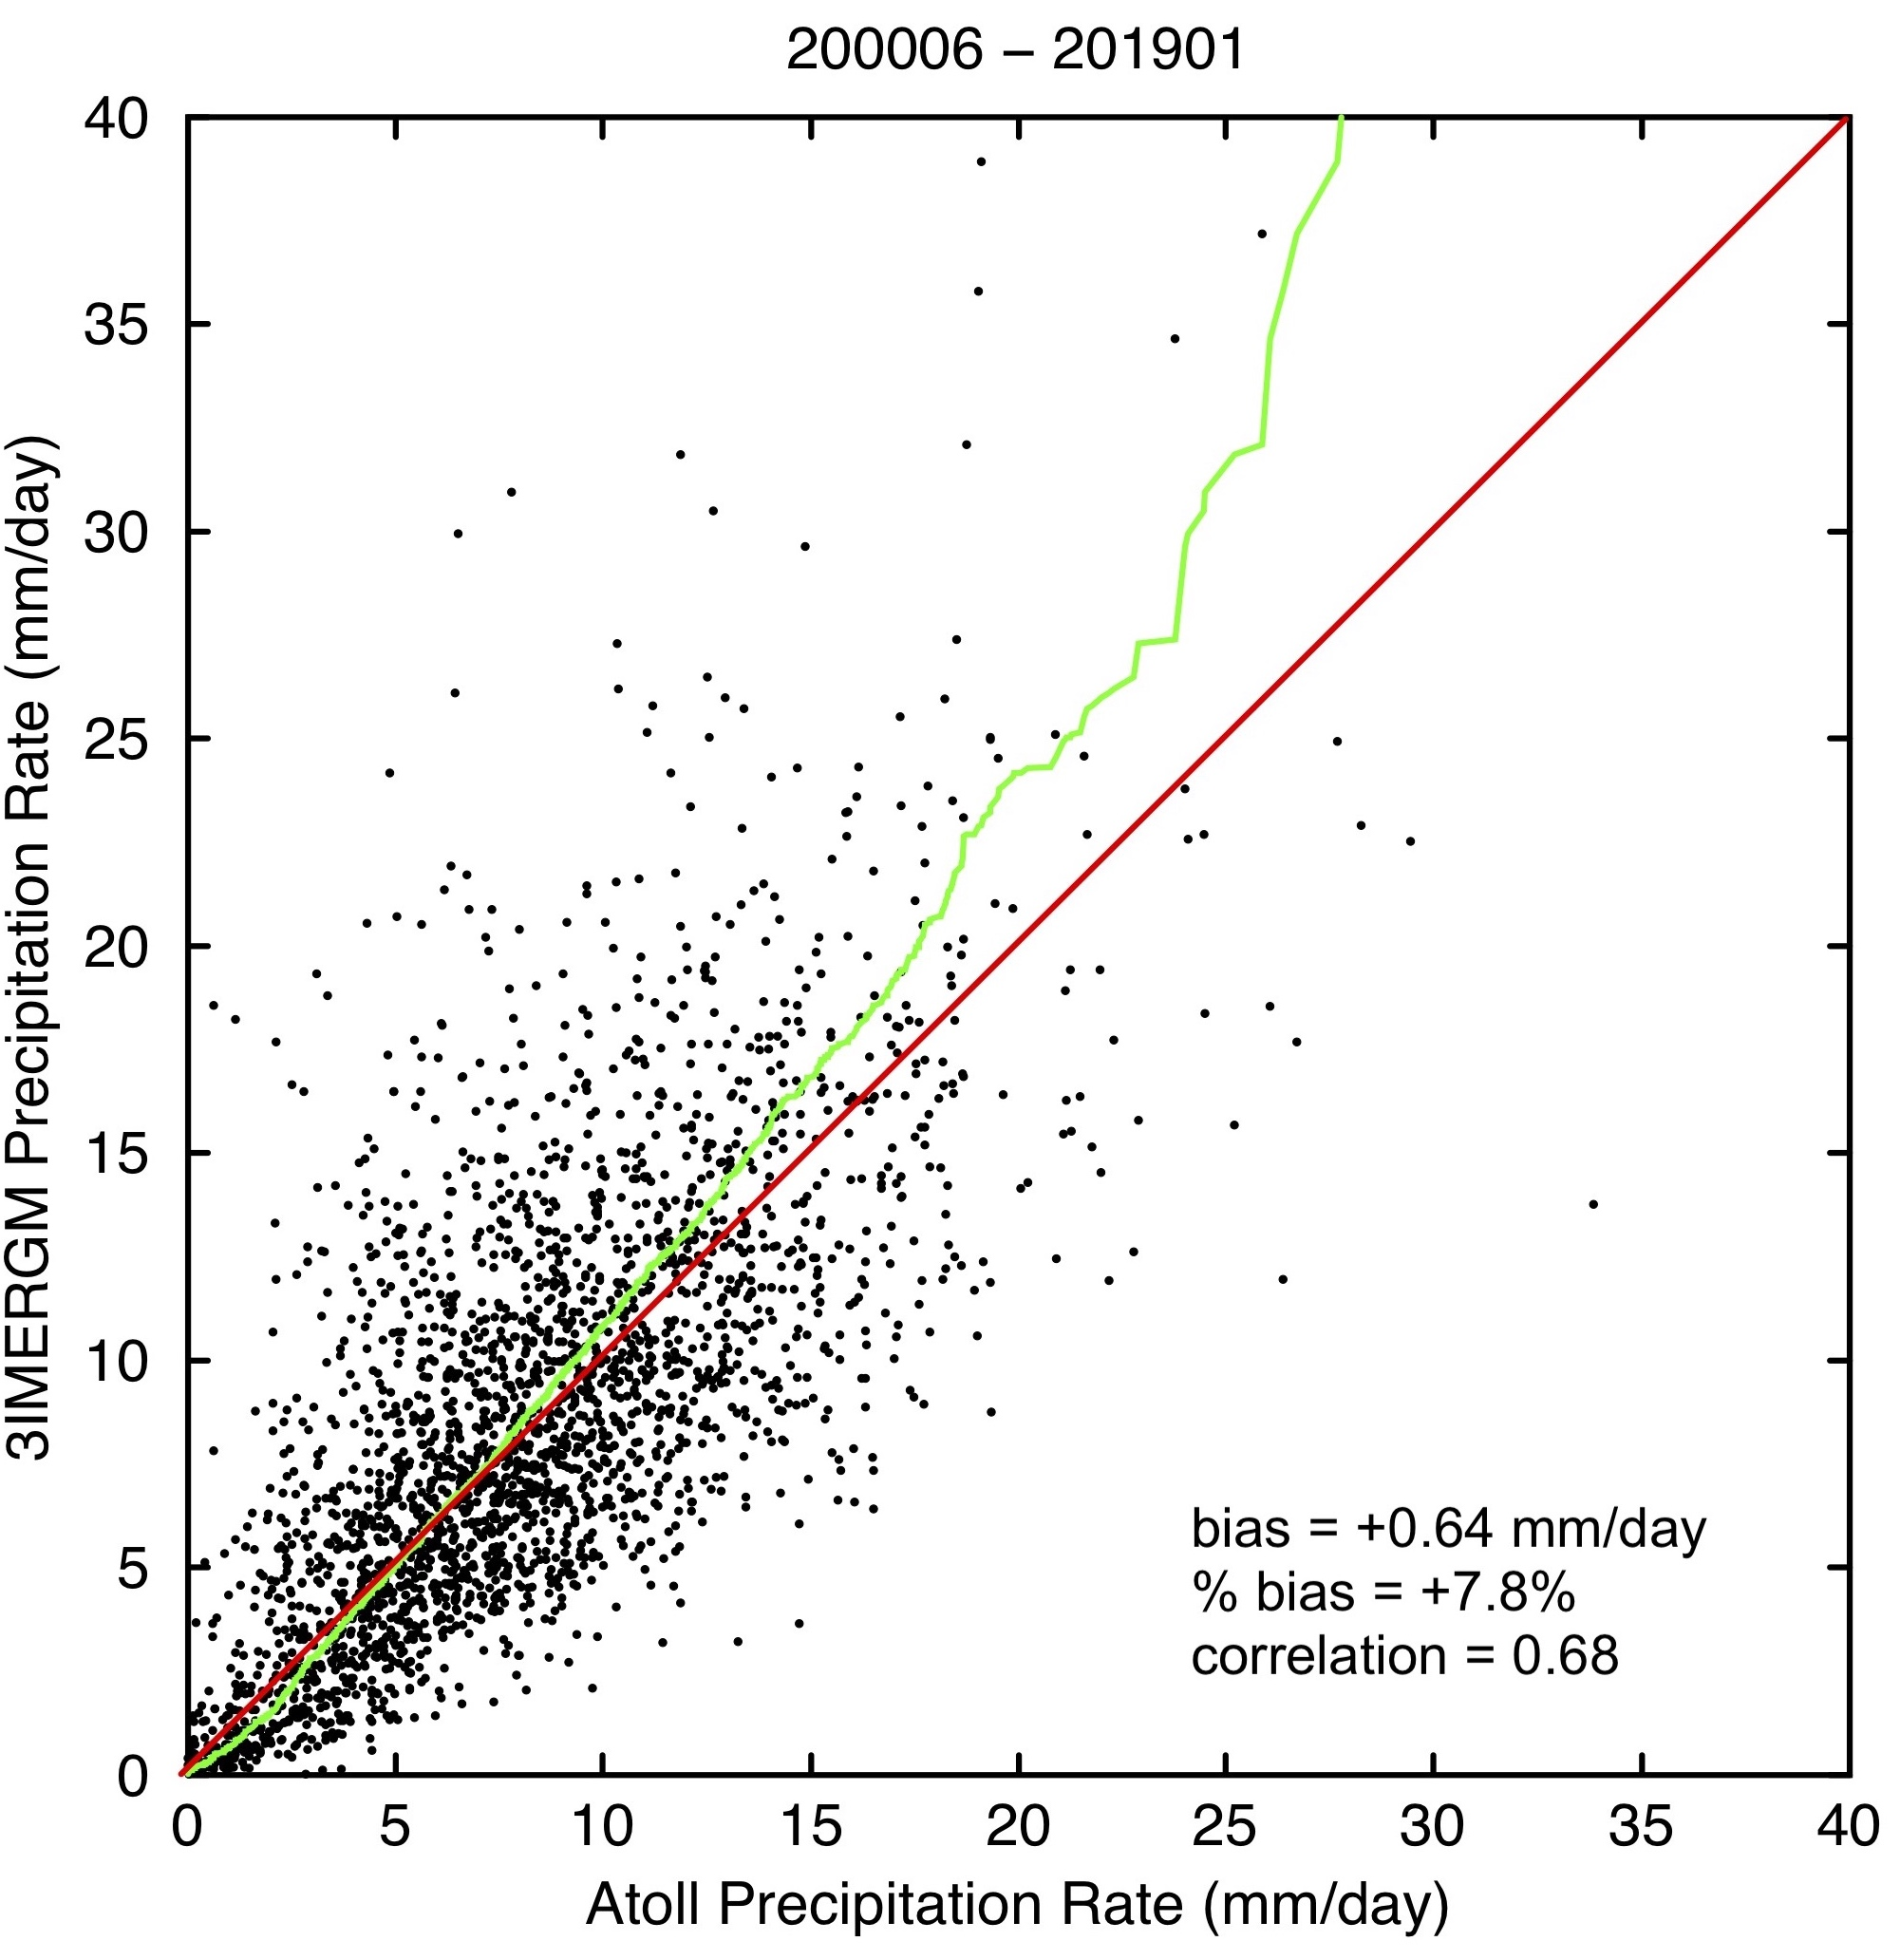 200006 – 201901
3IMERGM Precipitation Rate (mm/day)
40
35
30
25
20
15
10
5
0
bias = +0.64 mm/day
% bias = +7.8%
correlation = 0.68
0 5 10 15 20 25 30 35 40
Atoll Precipitation Rate (mm/day)